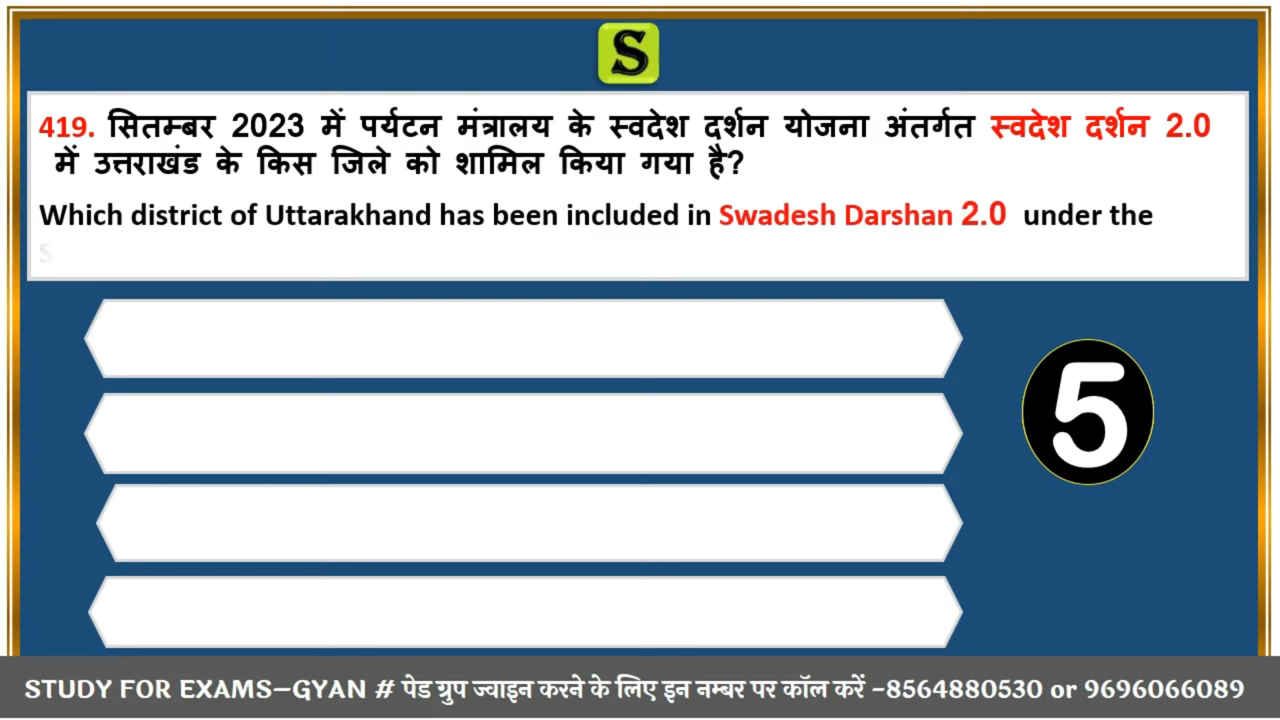 S
419. सितम्बर 2023 में पर्यटन मंत्रालय के स्वदेश दर्शन योजना अंतर्गत स्वदेश दर्शन 2.0
में उत्तराखंड के किस जिले को शामिल किया गया है?
Which district of Uttarakhand has been included in Swadesh Darshan 2.0 under the
S
5
STUDY FOR EXAMS–GYAN # पेड ग्रुप ज्वाइन करने के लिए इन नम्बर पर कॉल करें –8564880530 or 9696066089